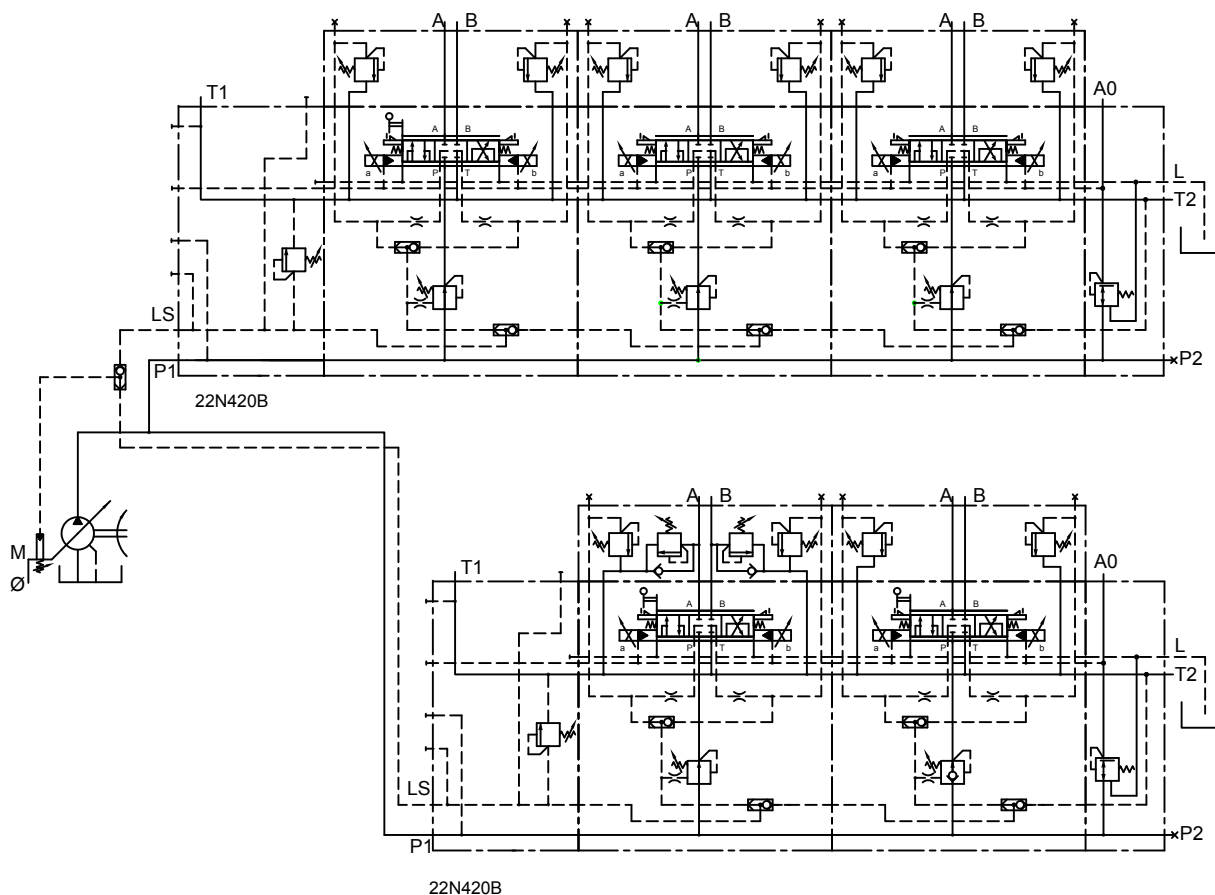 A B A B A B
T1 A0
A B A B A B
a P T b a P T b a P T b
L
T2
LS
P1 P2
22N420B
A B A B
M
Ø
T1 A0
A B A B
a P T b a P T b
L
T2
LS
P1 P2
22N420B